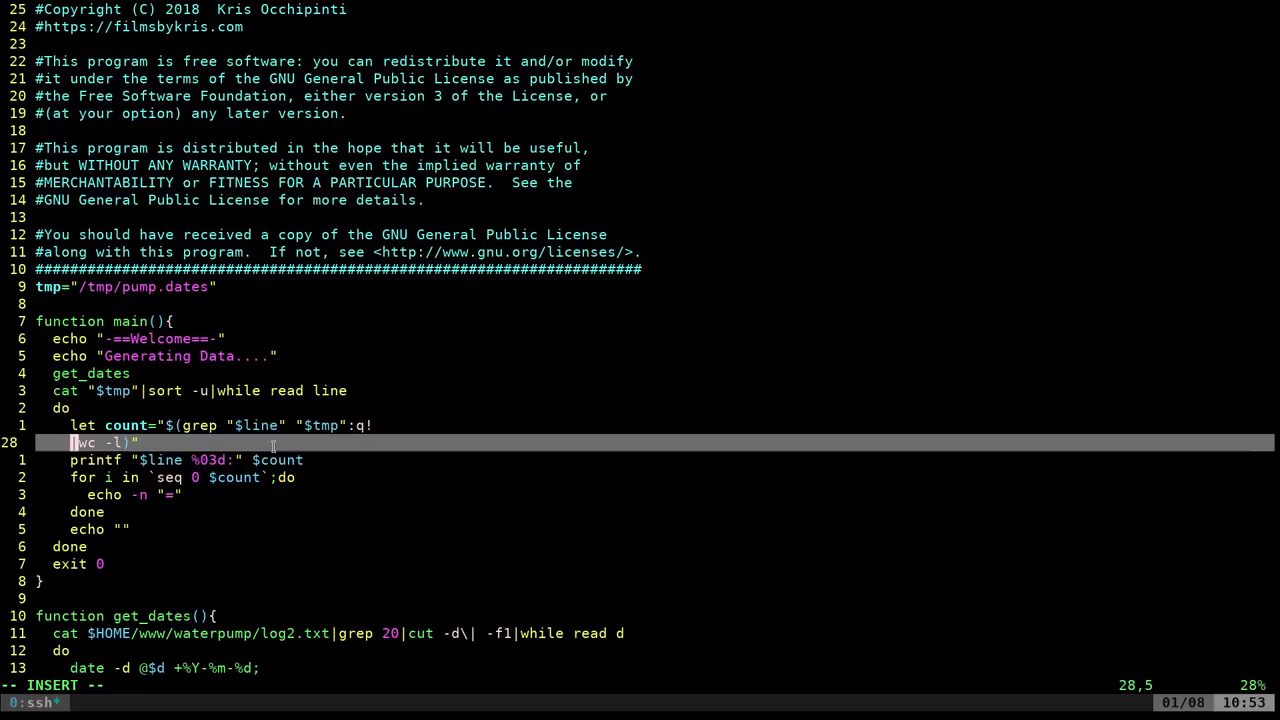 25 #Copyright (C) 2018  Kris Occhipinti
24 #https://filmsbykris.com
23
22 #This program is free software: you can redistribute it and/or modify
21 #it under the terms of the GNU General Public License as published by
20 #the Free Software Foundation, either version 3 of the License, or
19 #(at your option) any later version.
18
17 #This program is distributed in the hope that it will be useful,
16 #but WITHOUT ANY WARRANTY; without even the implied warranty of
15 #MERCHANTABILITY or FITNESS FOR A PARTICULAR PURPOSE.  See the
14 #GNU General Public License for more details.
13
12 #You should have received a copy of the GNU General Public License
11 #along with this program.  If not, see <http://www.gnu.org/licenses/>.
10 ######################################################################
9 tmp="/tmp/pump.dates"
8
7 function main(){
6   echo "-==Welcome==-"
5   echo "Generating Data...."
4   get_dates
3   cat "$tmp"|sort -u|while read line
2   do
1     let count="$(grep "$line" "$tmp":q!
28     |wc -l)"
1     printf "$line %03d:" $count
2     for i in `seq 0 $count`;do
3       echo -n "="
4     done
5     echo ""
6   done
7   exit 0
8 }
9
10 function get_dates(){
11   cat $HOME/www/waterpump/log2.txt|grep 20|cut -d\| -f1|while read d
12   do
13     date -d @$d +%Y-%m-%d;
-- INSERT -- 28,5 28%
0:ssh* 01/08 10:53